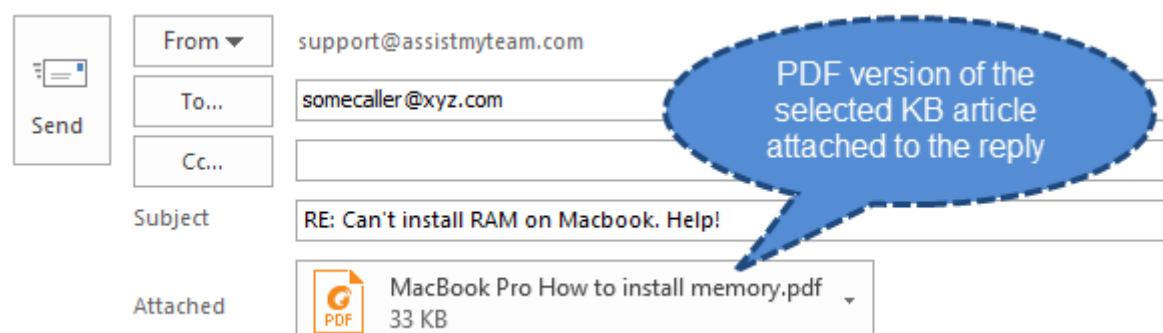 From
support@assistmyteam.com
To...
somecaller@xyz.com
Send
Cc...
Subject
RE: Can't install RAM on Macbook. Help!
Attached
MacBook Pro How to install memory.pdf
33 KB
PDF
PDF version of the
selected KB article
attached to the reply